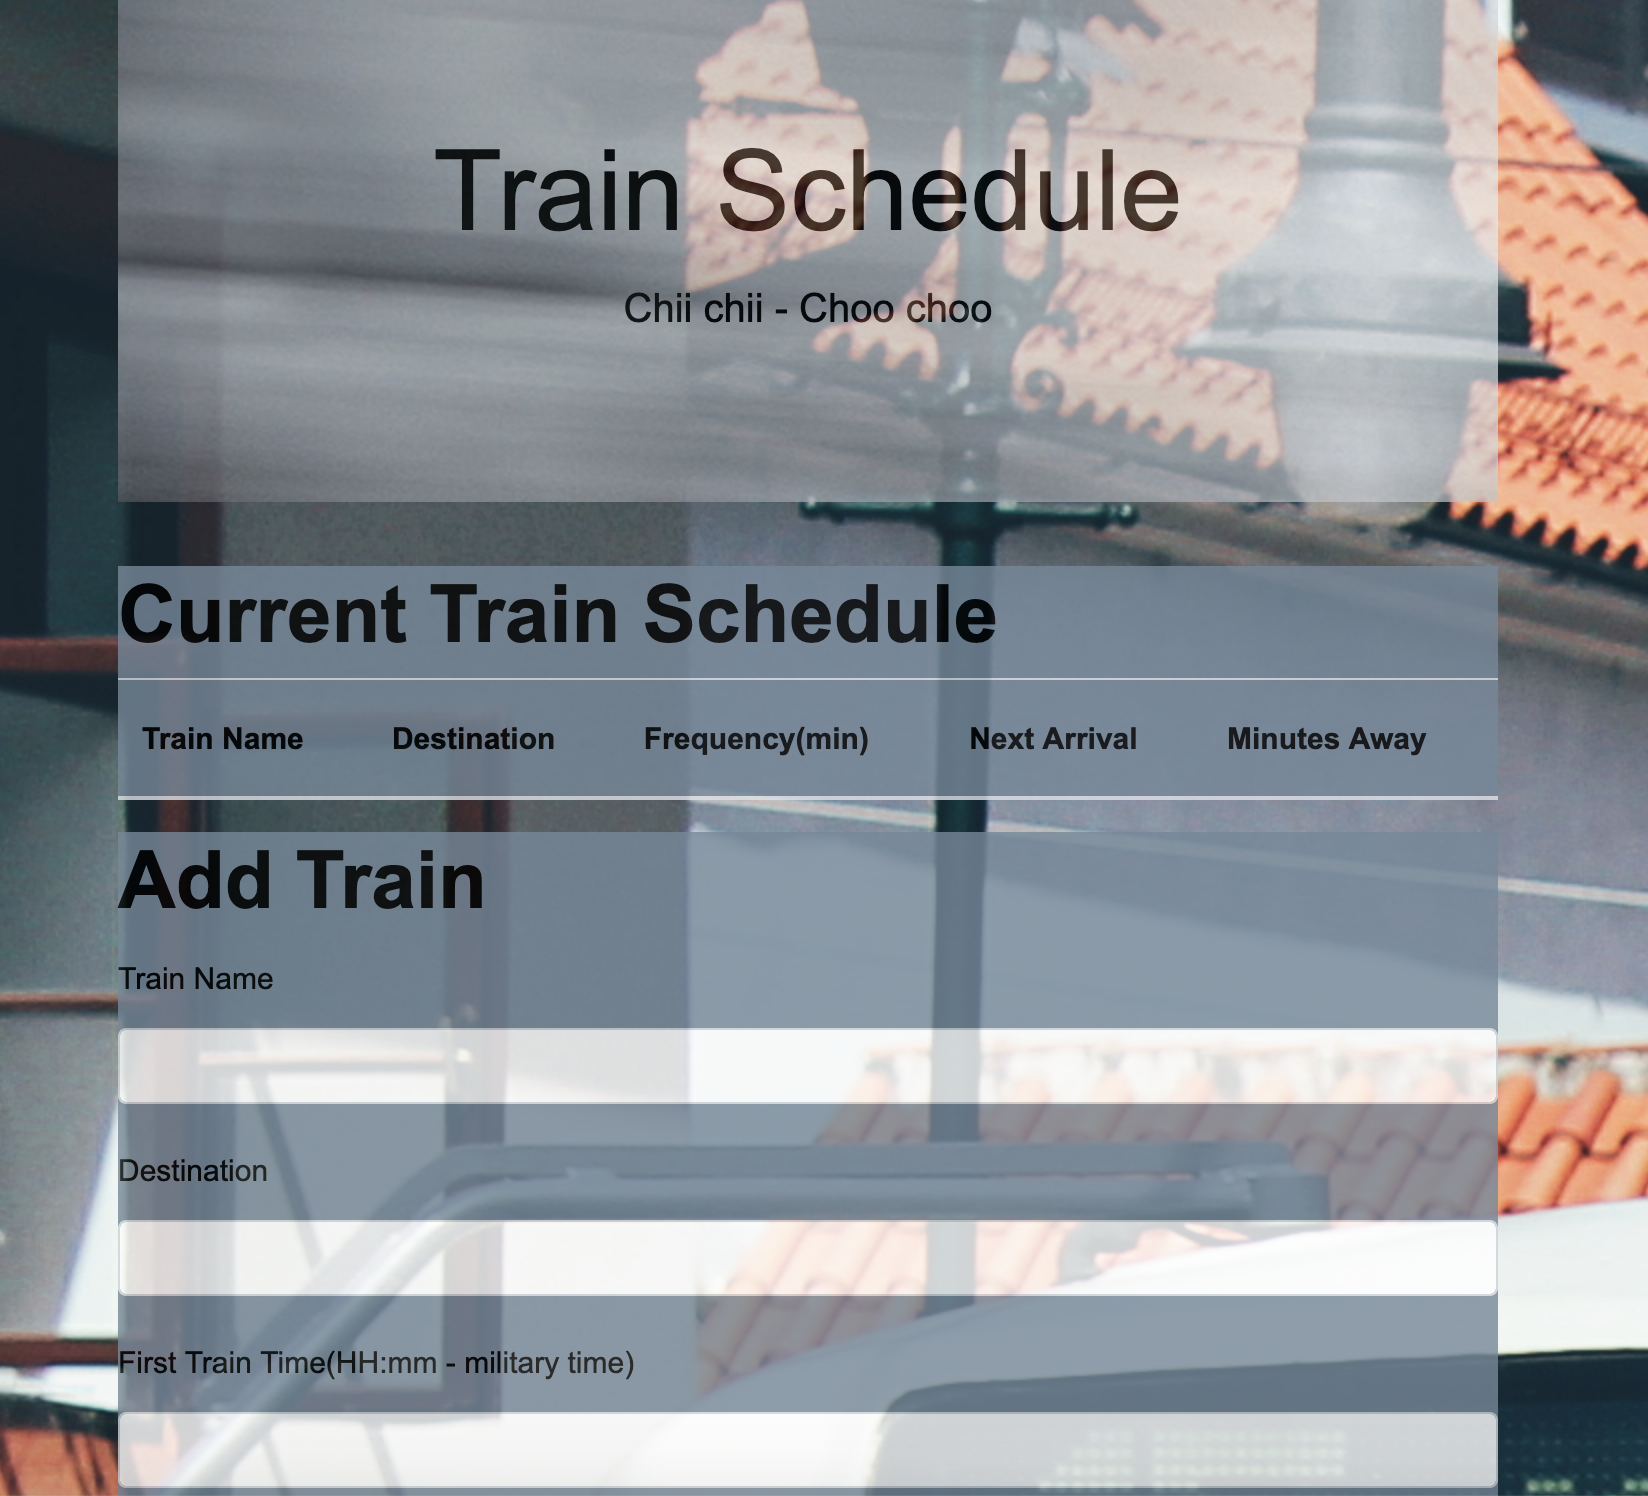 Train Schedule
Chii chii - Choo choo
Current Train Schedule
Train Name Destination Frequency(min) Next Arrival Minutes Away
Add Train
Train Name
Destination
First Train Time(HH:mm - military time)